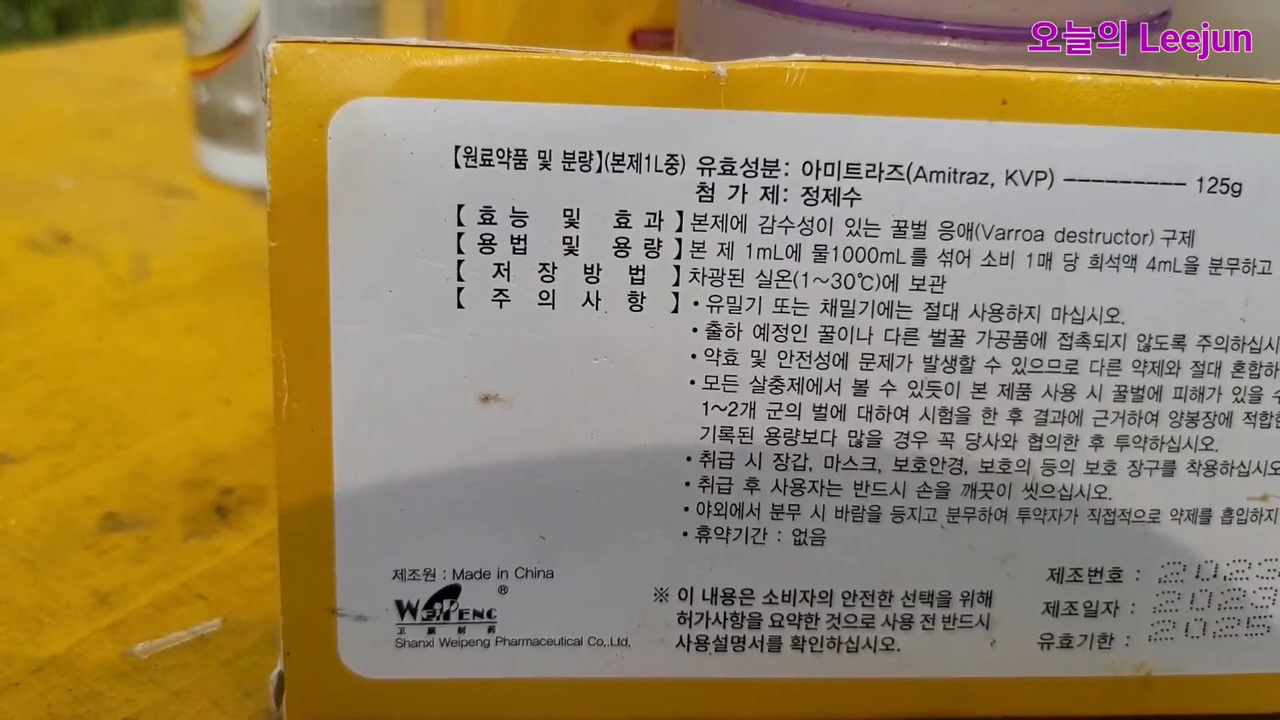 오늘의 Leejun
【원료약품 및 분량】(본제1L중) 유효성분: 아미트라즈(Amitraz, KVP) ────────── 125g
첨 가 제: 정제수
【 효 능 및 효 과 】본제에 감수성이 있는 꿀벌 응애(Varroa destructor) 구제
【 용 법 및 용 량 】본 제 1mL에 물1000mL를 섞어 소비 1매 당 희석액 4mL을 분무하고
【 저 장 방 법 】차광된 실온(1~30℃)에 보관
【 주 의 사 항 】• 유밀기 또는 채밀기에는 절대 사용하지 마십시오.
• 출하 예정인 꿀이나 다른 벌꿀 가공품에 접촉되지 않도록 주의하십시
• 약효 및 안전성에 문제가 발생할 수 있으므로 다른 약제와 절대 혼합하
• 모든 살충제에서 볼 수 있듯이 본 제품 사용 시 꿀벌에 피해가 있을
1~2개 군의 벌에 대하여 시험을 한 후 결과에 근거하여 양봉장에
기록된 용량보다 많을 경우 꼭 당사와 협의한 후 투약하십시오.
• 취급 시 장갑, 마스크, 보호안경, 보호의 등의 보호 장구를 착용하십시오
• 취급 후 사용자는 반드시 손을 깨끗이 씻으십시오.
• 야외에서 분무 시 바람을 등지고 분무하여 투약자가 직접적으로 약제를 흡입하지
• 휴약기간 : 없음
제조원 : Made in China
WEIPENG ®
Shanxi Weipeng Pharmaceutical Co,.Ltd,
※ 이 내용은 소비자의 안전한 선택을 위해
허가사항을 요약한 것으로 사용 전 반드시
사용설명서를 확인하십시오.
제조번호 : 2023
제조일자 : 2023
유효기한 : 2025